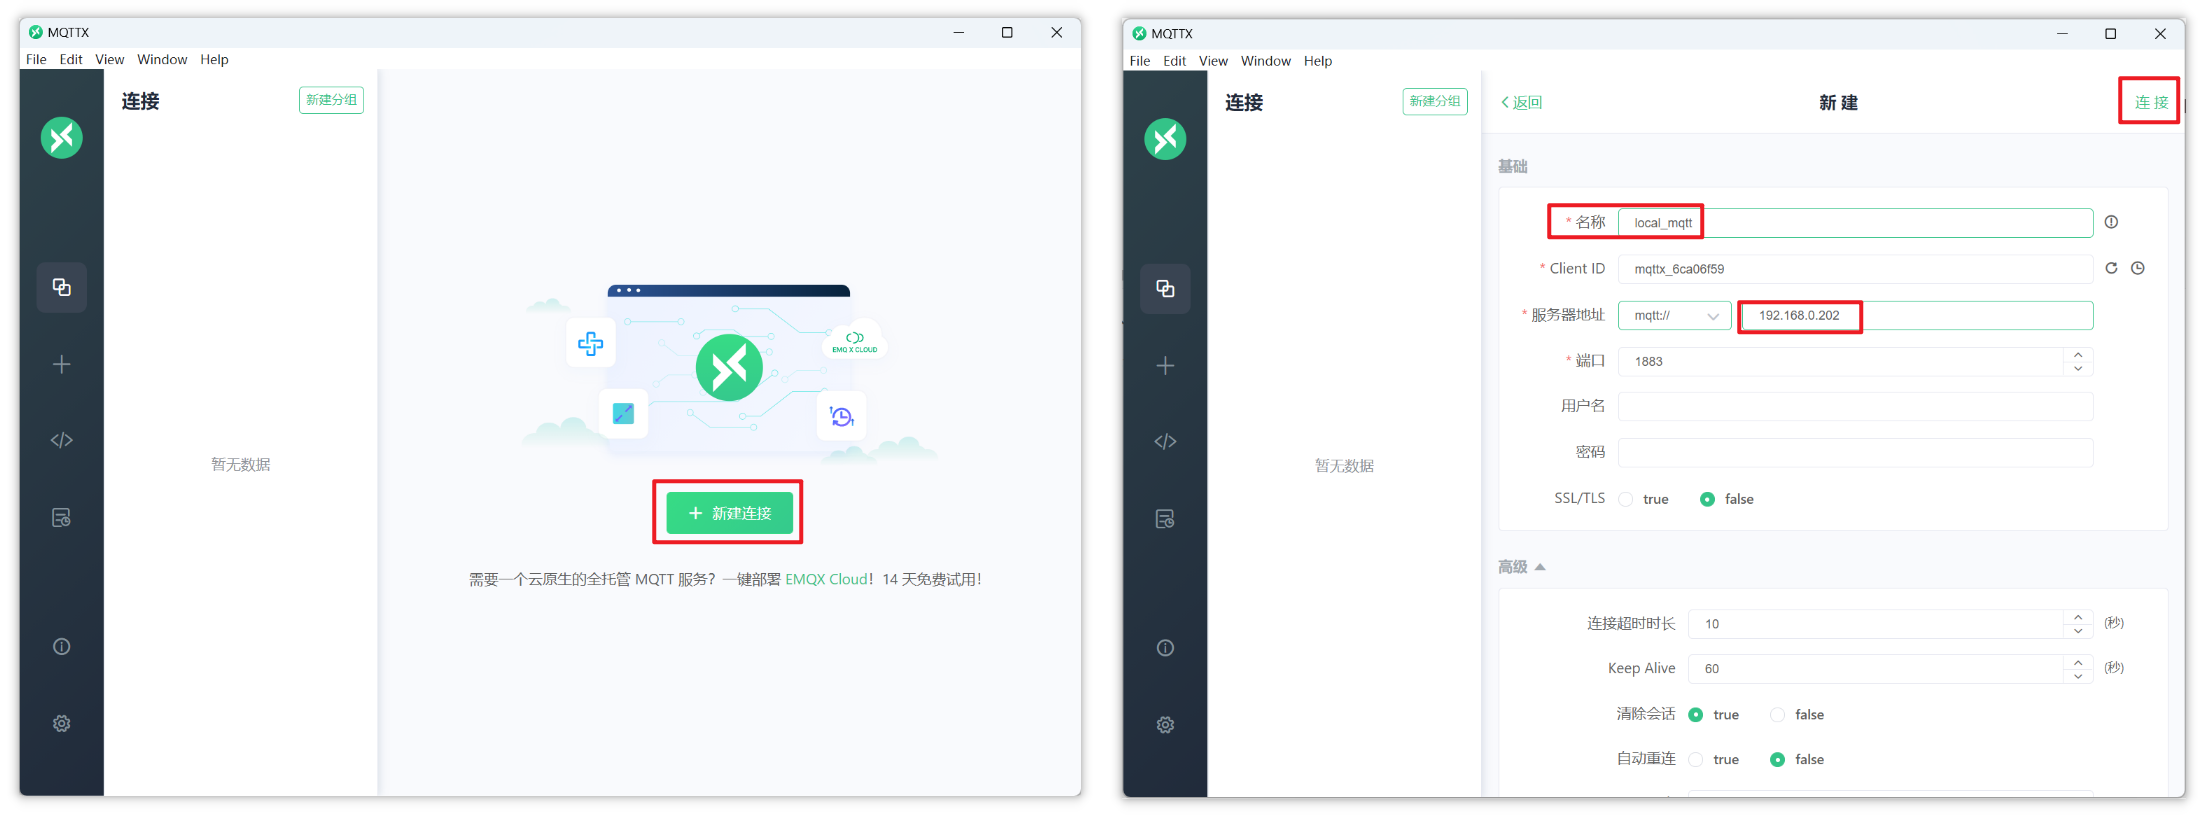 MQTTX
File Edit View Window Help
连接 新建分组
暂无数据
EMQ X CLOUD
+ 新建连接
需要一个云原生的全托管 MQTT 服务？一键部署 EMQX Cloud！14 天免费试用！
MQTTX
File Edit View Window Help
连接 新建分组
暂无数据
返回 新建 连接
基础
* 名称 local_mqtt
* Client ID mqttx_6ca06f59
* 服务器地址 mqtt:// 192.168.0.202
* 端口 1883
用户名
密码
SSL/TLS true false
高级
连接超时时长 10 (秒)
Keep Alive 60 (秒)
清除会话 true false
自动重连 true false